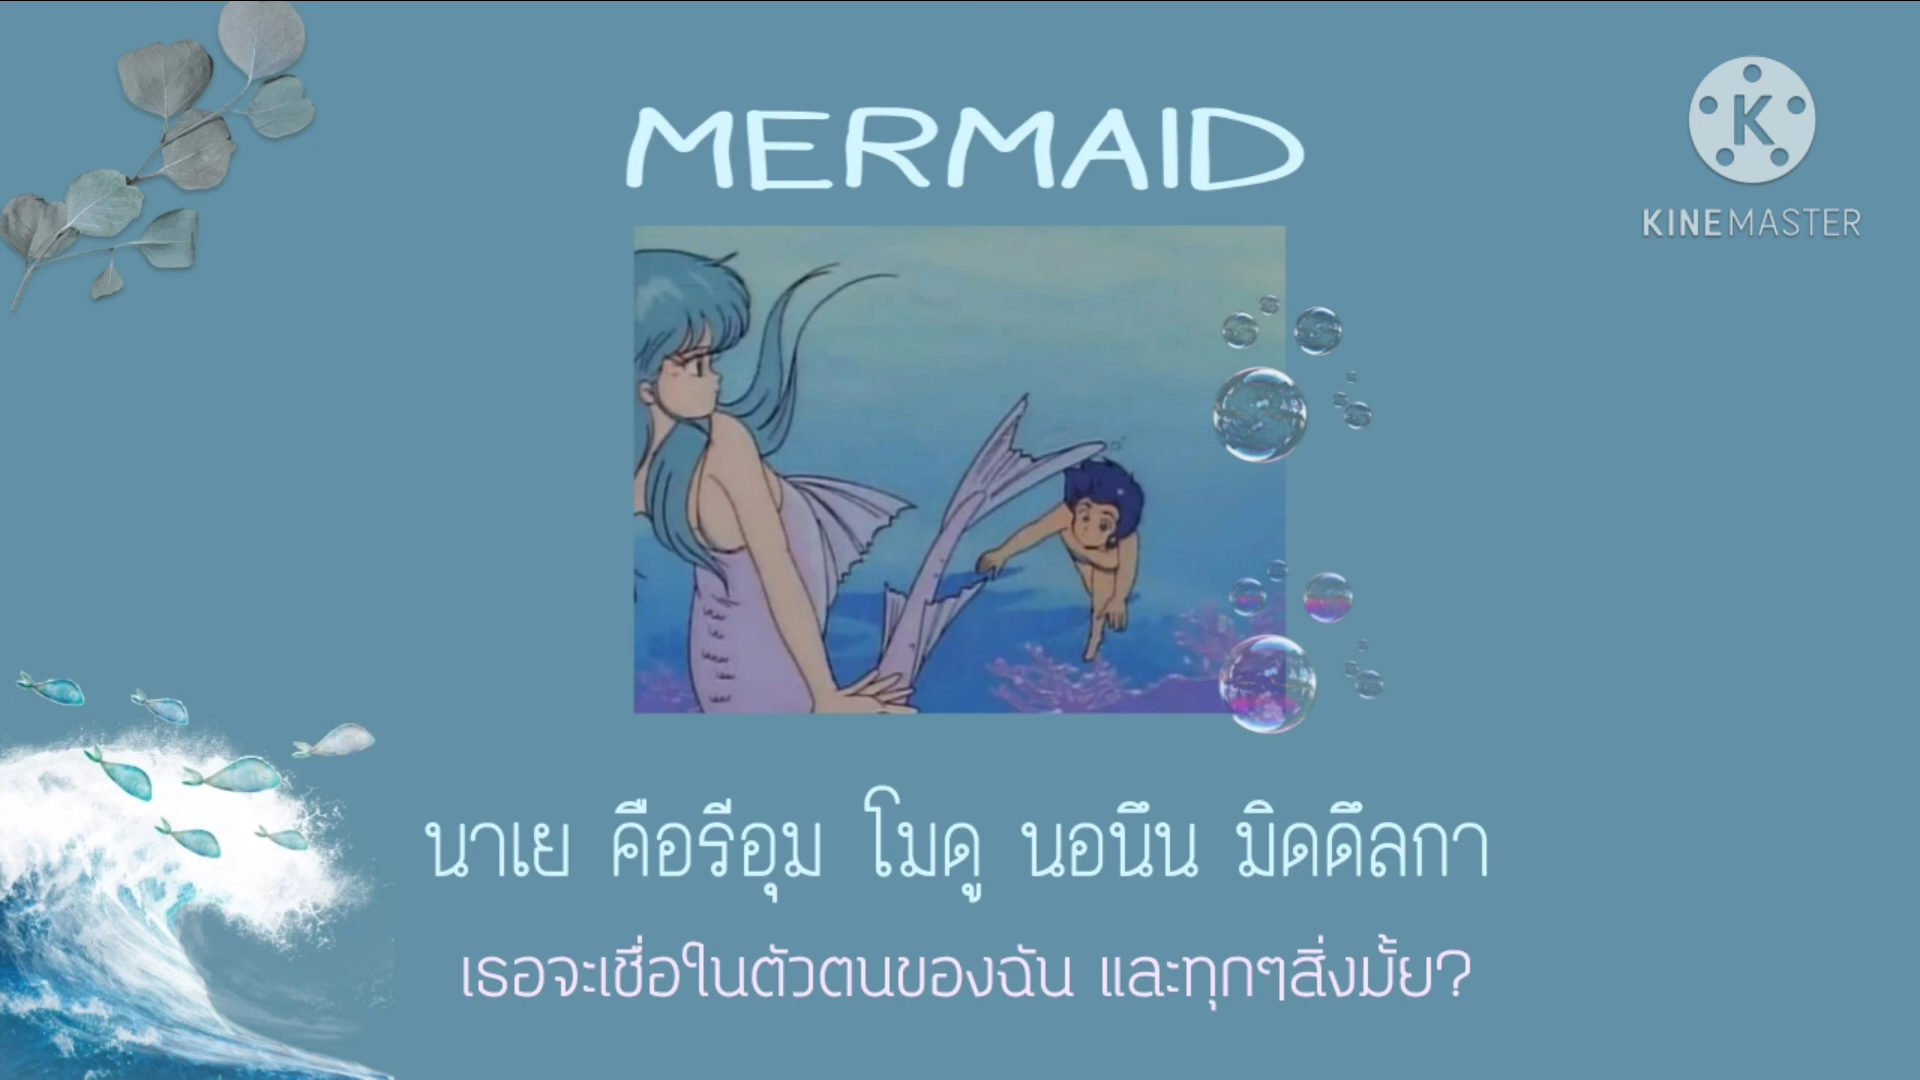 MERMAID
K
KINEMASTER
นาเย คือรีอุม โมดู นอนึน มิดดึลกา
เธอจะเชื่อในตัวตนของฉัน และทุกๆสิ่งมั้ย?